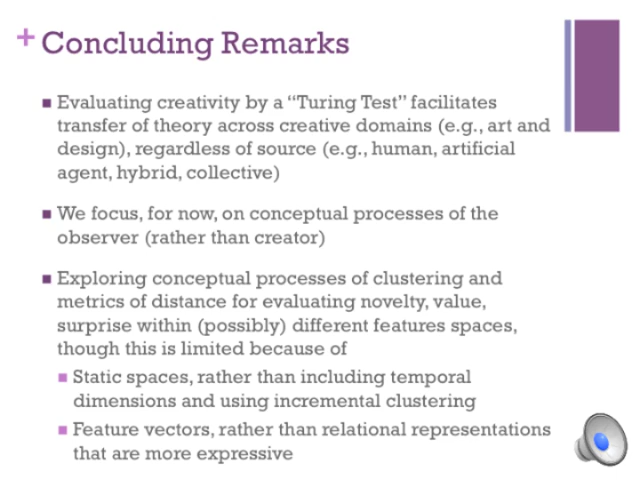 + Concluding Remarks
■ Evaluating creativity by a “Turing Test” facilitates
transfer of theory across creative domains (e.g., art and
design), regardless of source (e.g., human, artificial
agent, hybrid, collective)
■ We focus, for now, on conceptual processes of the
observer (rather than creator)
■ Exploring conceptual processes of clustering and
metrics of distance for evaluating novelty, value,
surprise within (possibly) different features spaces,
though this is limited because of
■ Static spaces, rather than including temporal
dimensions and using incremental clustering
■ Feature vectors, rather than relational representations
that are more expressive